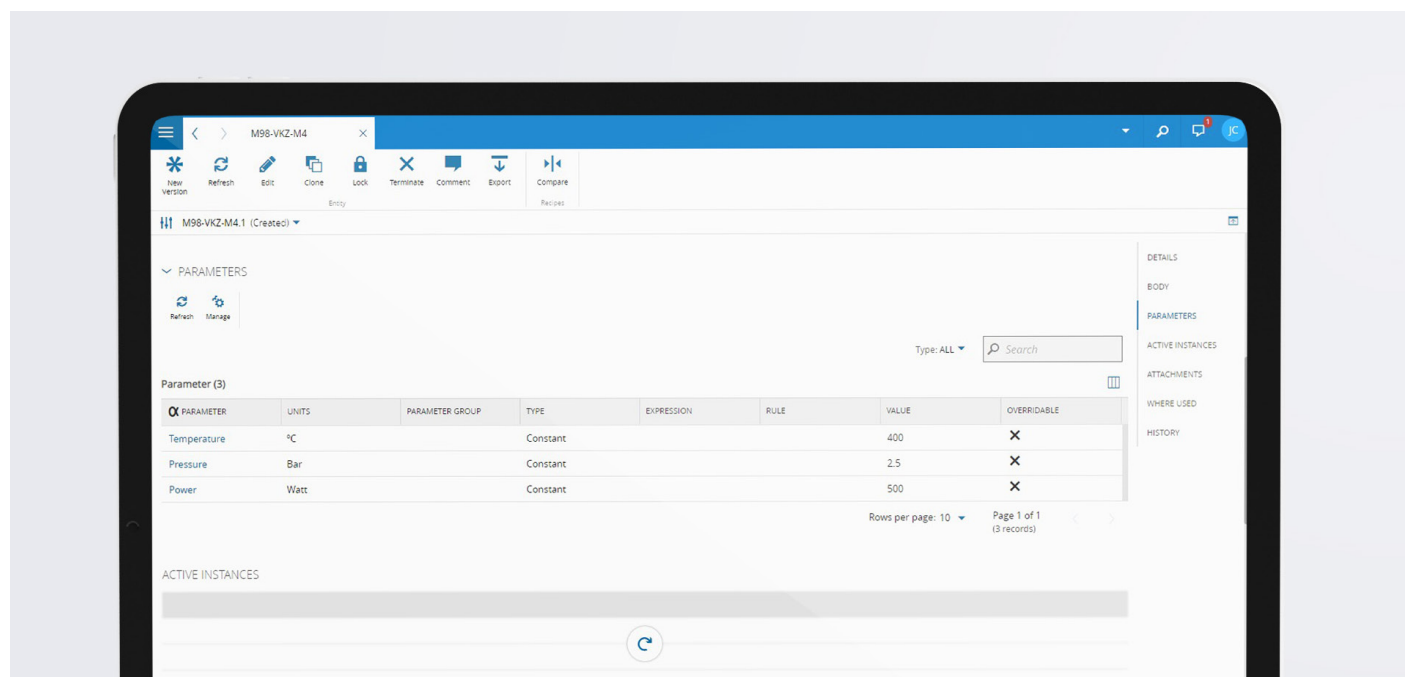 M98-VKZ-M4
1
JC
New Version
Refresh
Edit
Clone
Lock
Terminate
Comment
Export
Compare
Entity
Recipes
M98-VKZ-M4.1 (Created)
DETAILS
BODY
PARAMETERS
ACTIVE INSTANCES
ATTACHMENTS
WHERE USED
HISTORY
PARAMETERS
Refresh Manage
Type: ALL Search
Parameter (3)
PARAMETER UNITS PARAMETER GROUP TYPE EXPRESSION RULE VALUE OVERRIDABLE
Temperature ºC Constant 400
Pressure Bar Constant 2.5
Power Watt Constant 500
Rows per page: 10 Page 1 of 1
(3 records)
ACTIVE INSTANCES